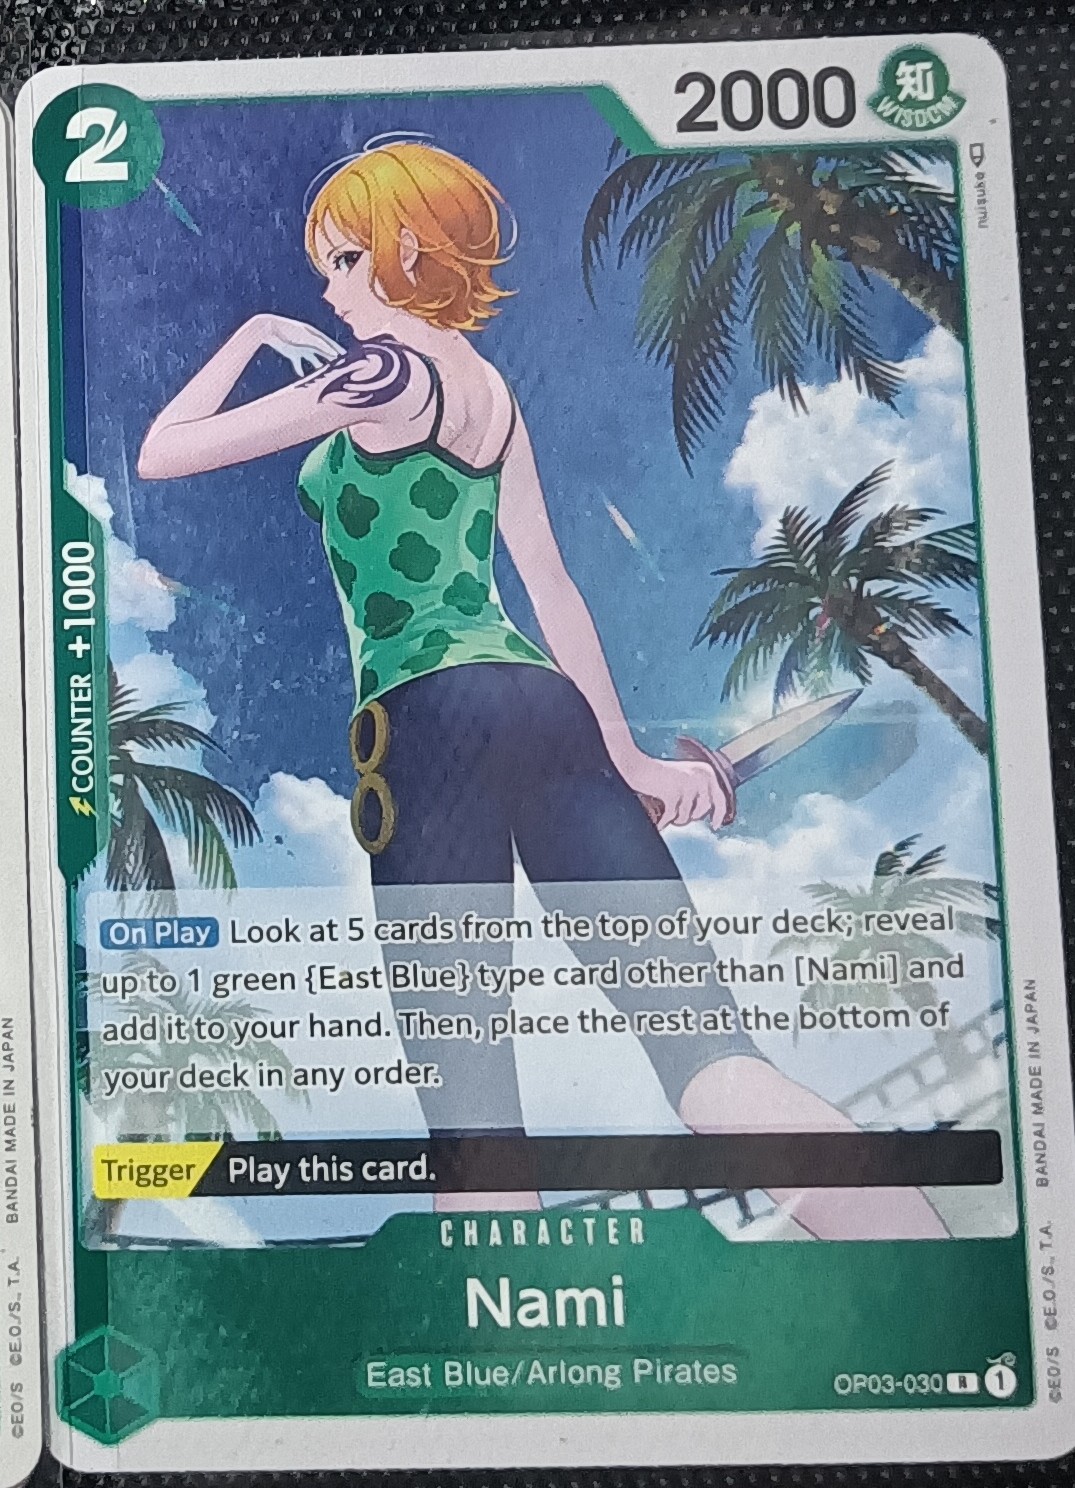 2
2000
知
WISDOM
nuisuke
COUNTER +1000
On Play Look at 5 cards from the top of your deck; reveal
up to 1 green {East Blue} type card other than [Nami] and
add it to your hand. Then, place the rest at the bottom of
your deck in any order.
Trigger Play this card.
CHARACTER
Nami
East Blue/Arlong Pirates
OP03-030 R 1
©EO/S ©E.O./S., T.A. BANDAI MADE IN JAPAN
©EO/S ©E.O./S., T.A. BANDAI MADE IN JAPAN